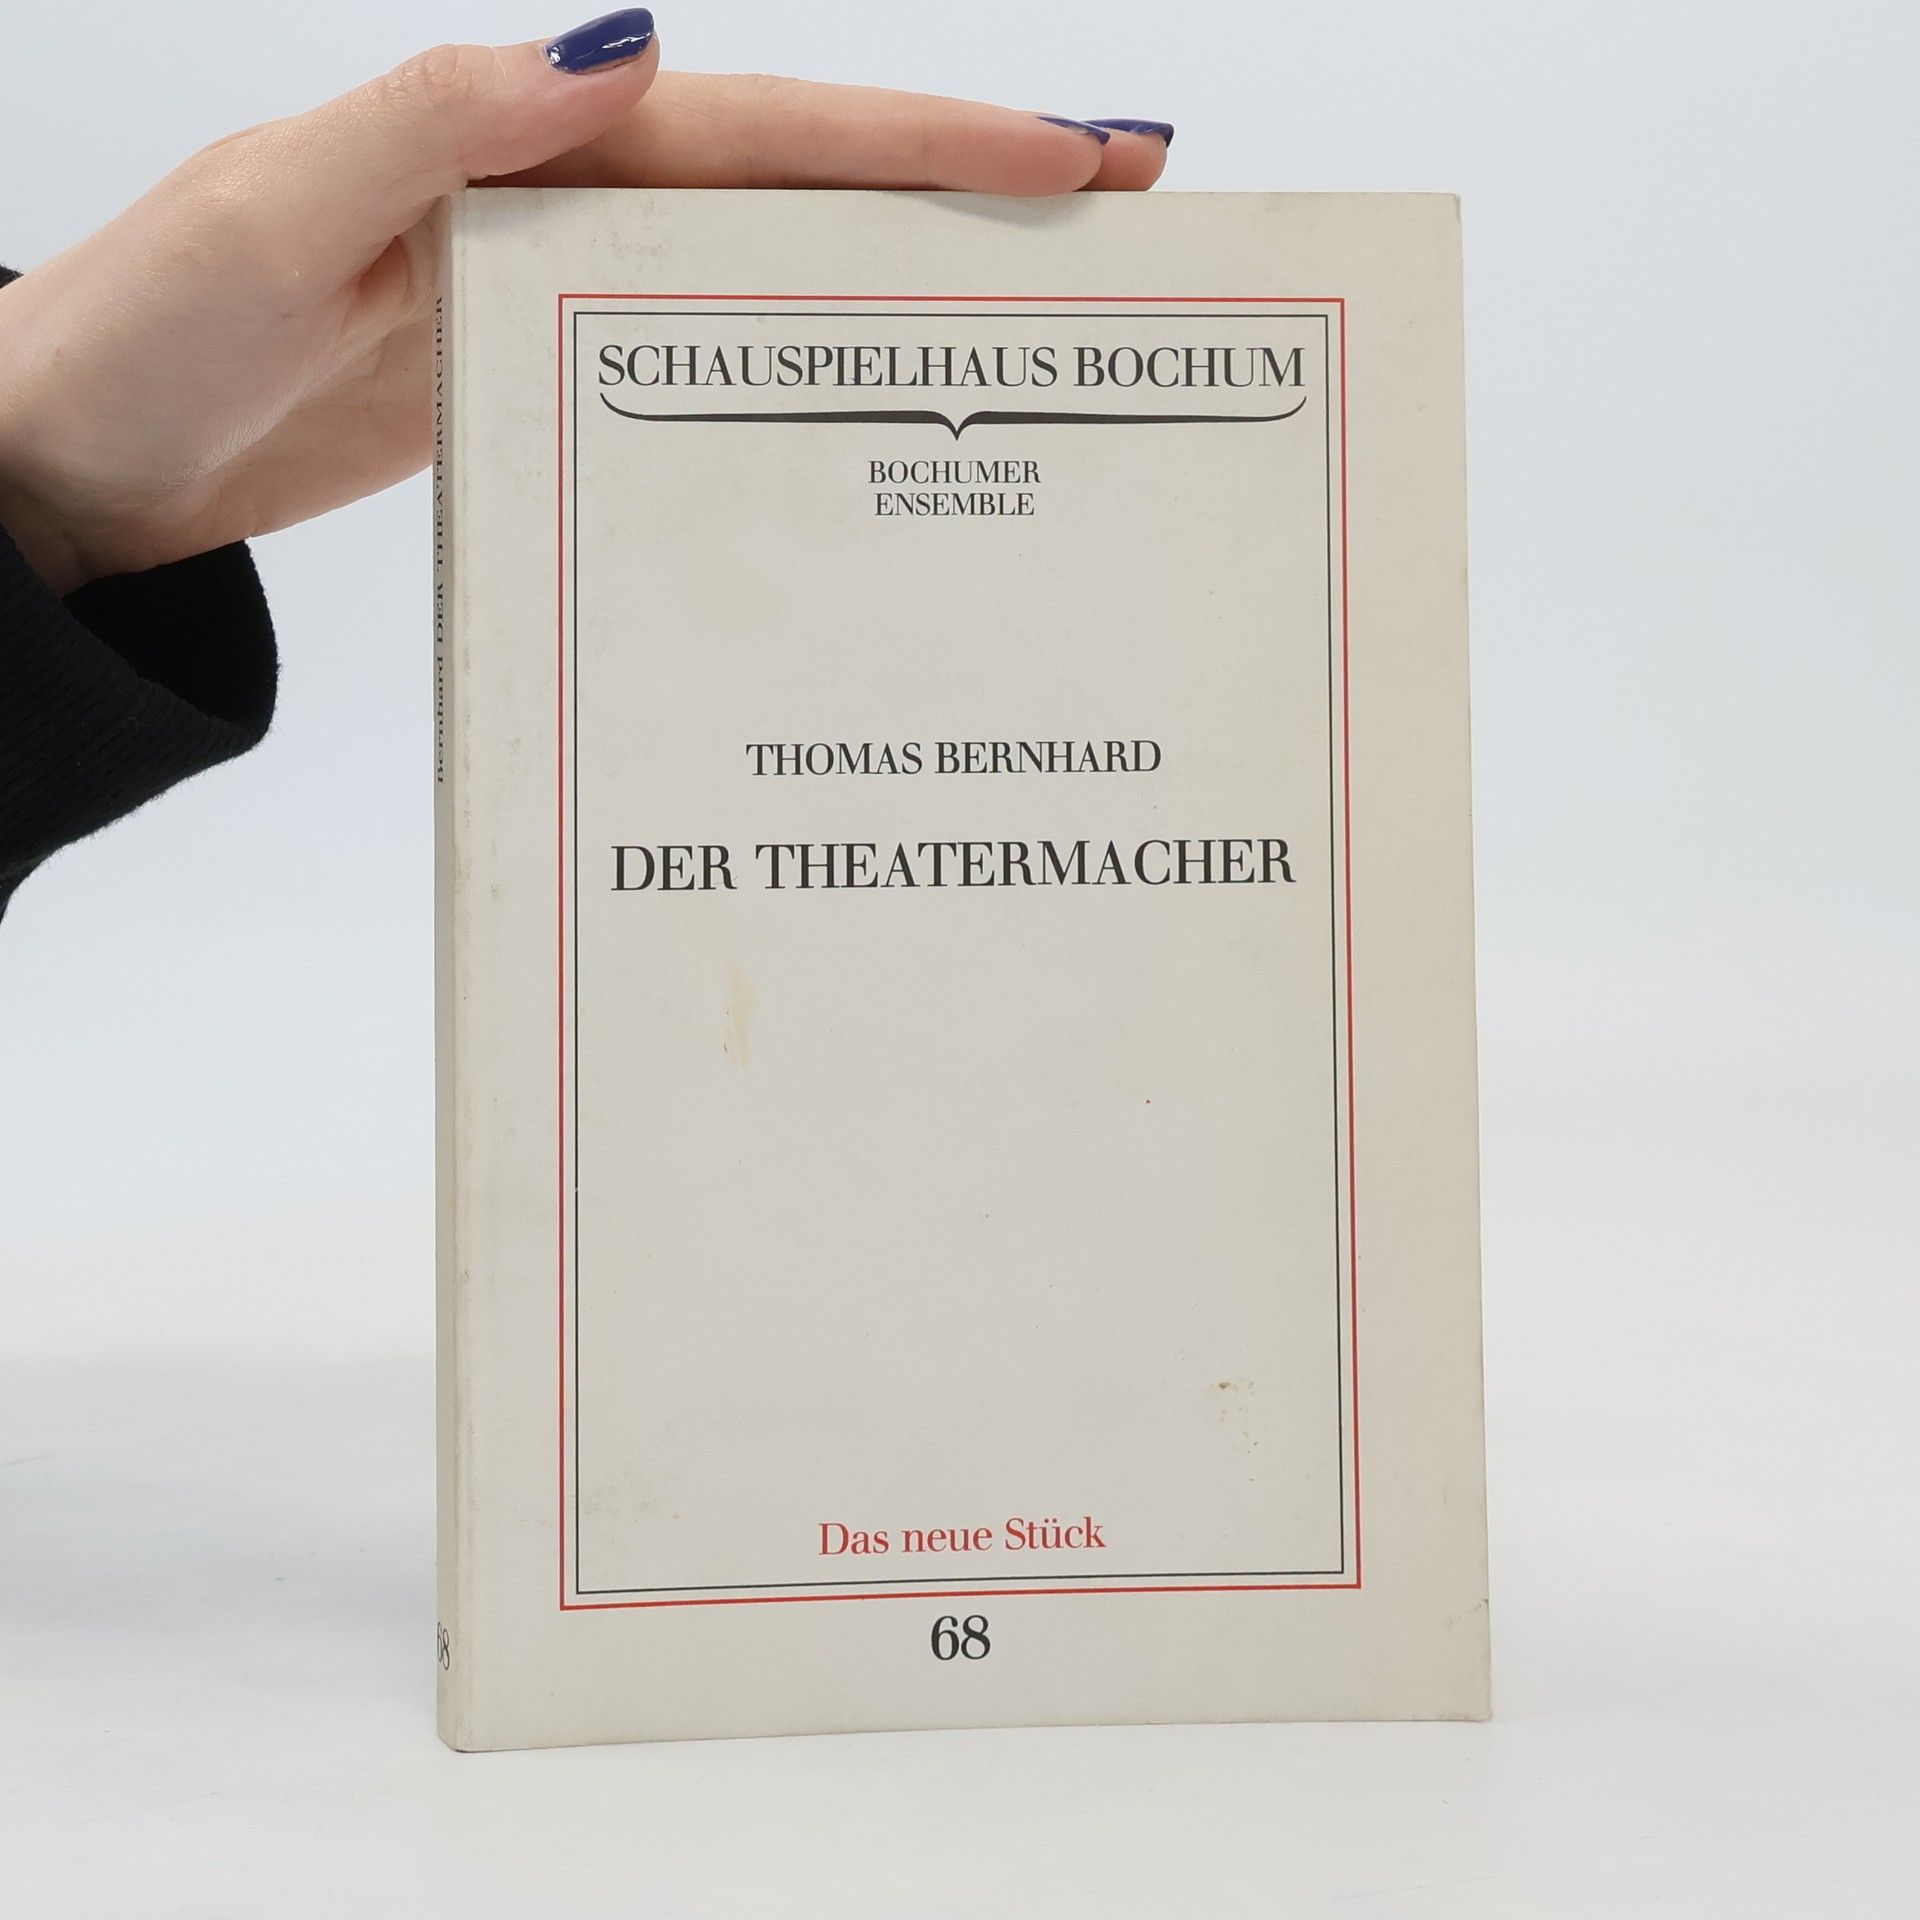 SCHAUSPIELHAUS BOCHUM
BOCHUMER
ENSEMBLE
THOMAS BERNHARD
DER THEATERMACHER
Das neue Stück
68
Bernhard DER THEATERMACHER
68